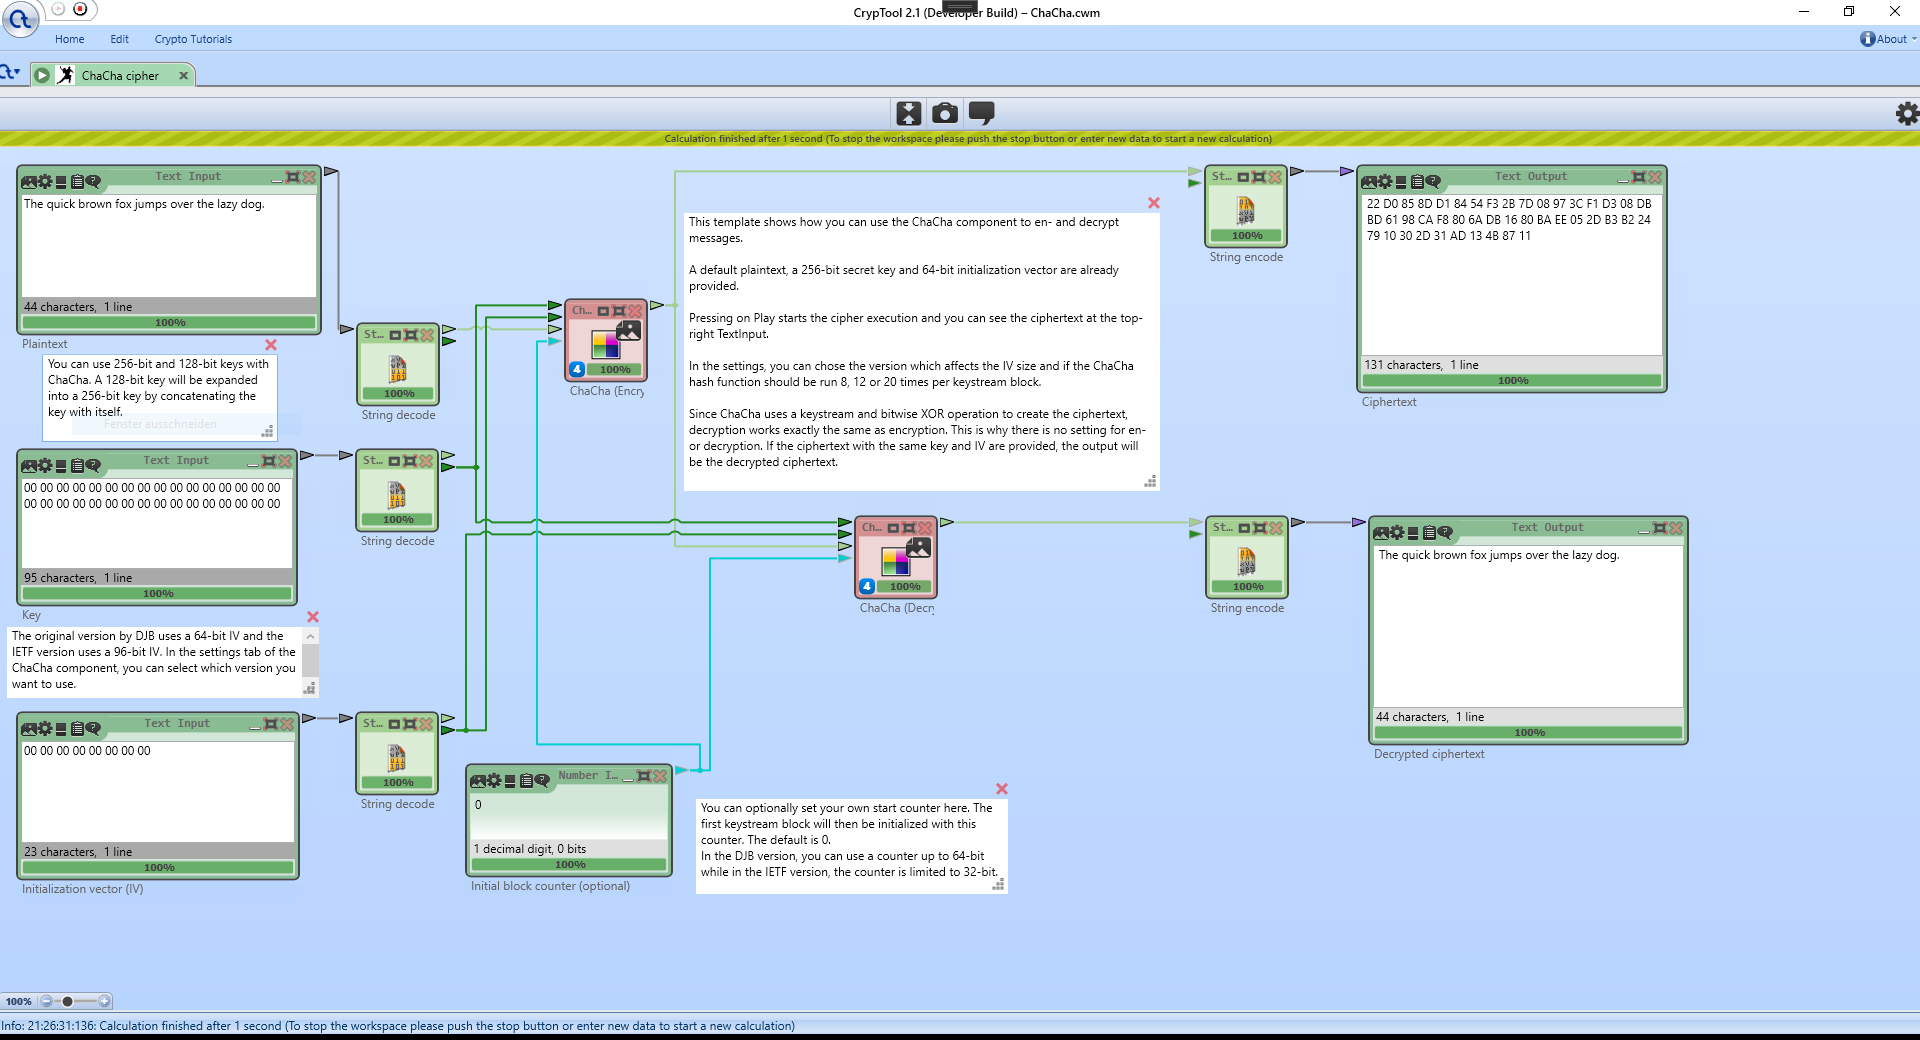 CrypTool 2.1 (Developer Build) – ChaCha.cwm
Home Edit Crypto Tutorials
About
ChaCha cipher
Calculation finished after 1 second (To stop the workspace please push the stop button or enter new data to start a new calculation)
Text Input
The quick brown fox jumps over the lazy dog.
44 characters, 1 line
100%
Plaintext
You can use 256-bit and 128-bit keys with
ChaCha. A 128-bit key will be expanded
into a 256-bit key by concatenating the
key with itself.
Fenster ausschneiden
St...
100%
String decode
Text Input
00 00 00 00 00 00 00 00 00 00 00 00 00 00 00 00
00 00 00 00 00 00 00 00 00 00 00 00 00 00 00 00
95 characters, 1 line
100%
Key
St...
100%
String decode
The original version by DJB uses a 64-bit IV and the
IETF version uses a 96-bit IV. In the settings tab of the
ChaCha component, you can select which version you
want to use.
Text Input
00 00 00 00 00 00 00 00
23 characters, 1 line
100%
Initialization vector (IV)
St...
100%
String decode
Number I...
0
1 decimal digit, 0 bits
100%
Initial block counter (optional)
You can optionally set your own start counter here. The
first keystream block will then be initialized with this
counter. The default is 0.
In the DJB version, you can use a counter up to 64-bit
while in the IETF version, the counter is limited to 32-bit.
Ch...
4
100%
ChaCha (Encry
This template shows how you can use the ChaCha component to en- and decrypt
messages.
A default plaintext, a 256-bit secret key and 64-bit initialization vector are already
provided.
Pressing on Play starts the cipher execution and you can see the ciphertext at the top-
right TextInput.
In the settings, you can chose the version which affects the IV size and if the ChaCha
hash function should be run 8, 12 or 20 times per keystream block.
Since ChaCha uses a keystream and bitwise XOR operation to create the ciphertext,
decryption works exactly the same as encryption. This is why there is no setting for en-
or decryption. If the ciphertext with the same key and IV are provided, the output will
be the decrypted ciphertext.
Ch...
4
100%
ChaCha (Decr
St...
100%
String encode
Text Output
22 D0 85 8D D1 84 54 F3 2B 7D 08 97 3C F1 D3 08 DB
BD 61 98 CA F8 80 6A DB 16 80 BA EE 05 2D B3 B2 24
79 10 30 2D 31 AD 13 4B 87 11
131 characters, 1 line
100%
Ciphertext
St...
100%
String encode
Text Output
The quick brown fox jumps over the lazy dog.
44 characters, 1 line
100%
Decrypted ciphertext
100%
Info: 21:26:31:136: Calculation finished after 1 second (To stop the workspace please push the stop button or enter new data to start a new calculation)